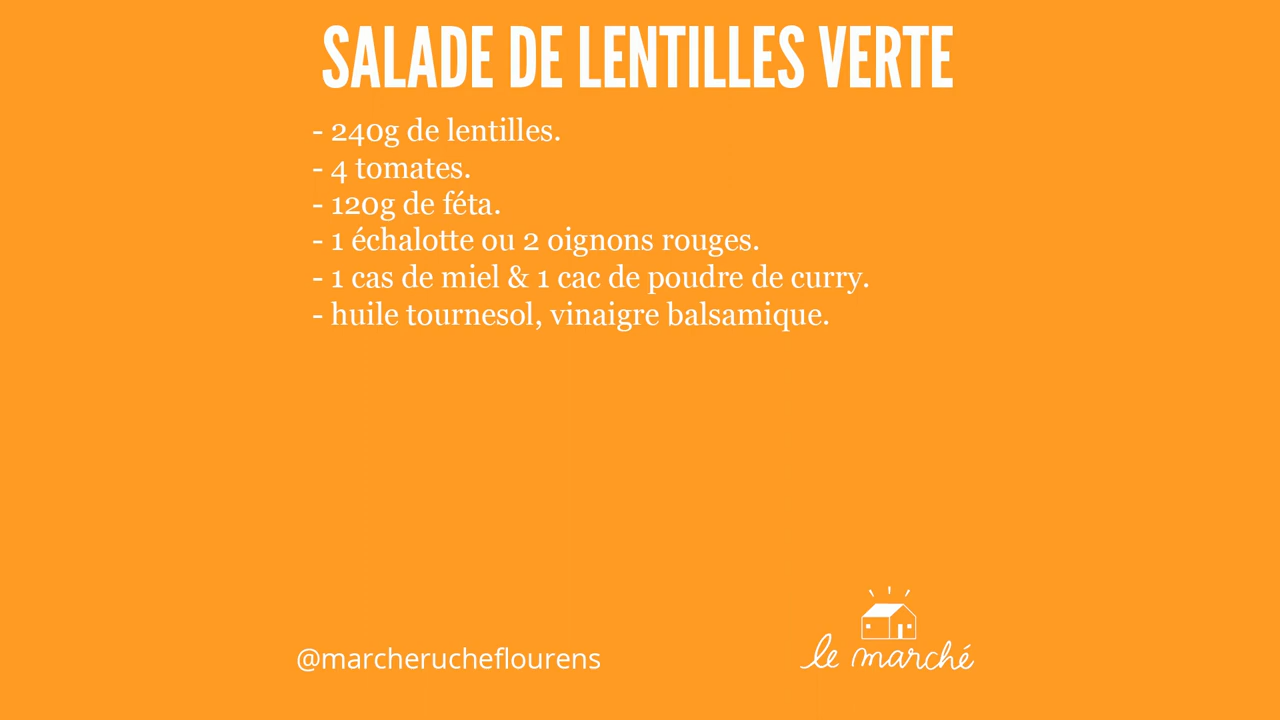 SALADE DE LENTILLES VERTE
- 240g de lentilles.
- 4 tomates.
- 120g de féta.
- 1 échalotte ou 2 oignons rouges.
- 1 cas de miel & 1 cac de poudre de curry.
- huile tournesol, vinaigre balsamique.
@marcherucheflourens
le marché